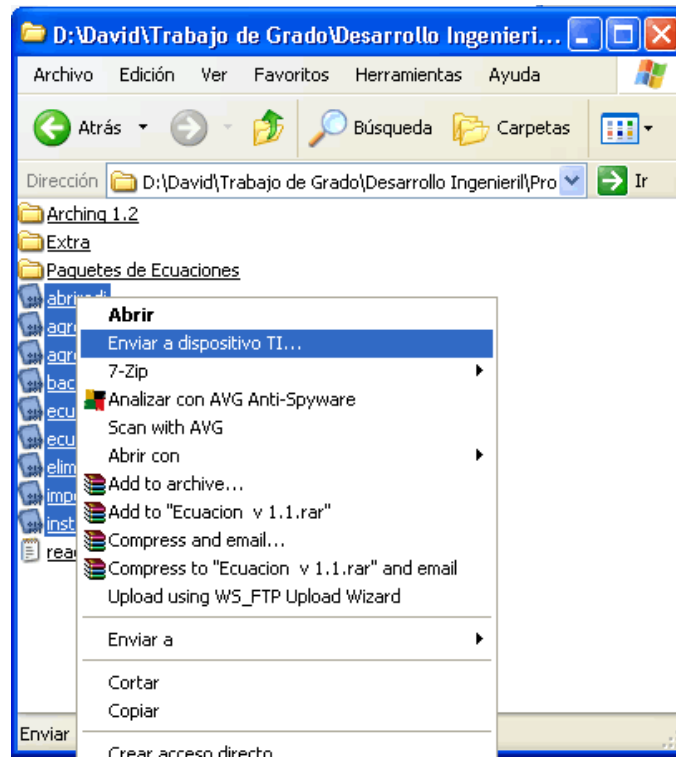 D:\David\Trabajo de Grado\Desarrollo Ingenieri...
Archivo Edición Ver Favoritos Herramientas Ayuda
Atrás Búsqueda Carpetas
Dirección D:\David\Trabajo de Grado\Desarrollo Ingenieril\Pro Ir
Arching 1.2
Extra
Paquetes de Ecuaciones
Abrir
Enviar a dispositivo TI...
7-Zip
Analizar con AVG Anti-Spyware
Scan with AVG
Abrir con
Add to archive...
Add to "Ecuacion v 1.1.rar"
Compress and email...
Compress to "Ecuacion v 1.1.rar" and email
Upload using WS_FTP Upload Wizard
Enviar a
Cortar
Copiar
Enviar
Crear acceso directo